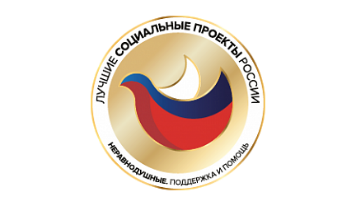 ЛУЧШИЕ СОЦИАЛЬНЫЕ ПРОЕКТЫ РОССИИ
НЕРАВНОДУШНЫЕ. ПОДДЕРЖКА И ПОМОЩЬ